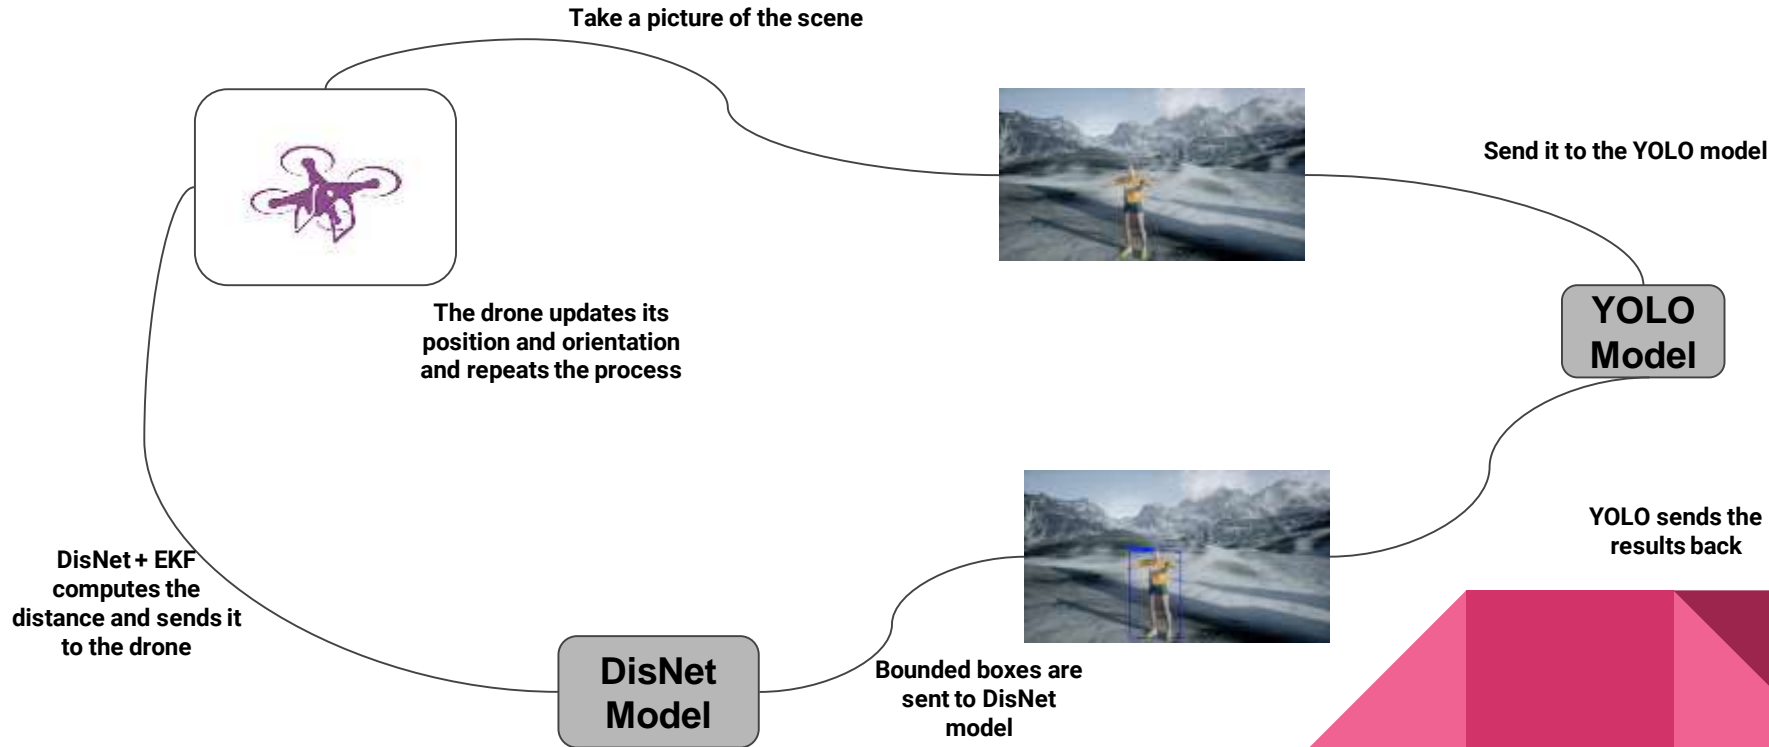 Take a picture of the scene
Send it to the YOLO model
YOLO
Model
The drone updates its
position and orientation
and repeats the process
YOLO sends the
results back
Bounded boxes are
sent to DisNet
model
DisNet
Model
DisNet + EKF
computes the
distance and sends it
to the drone